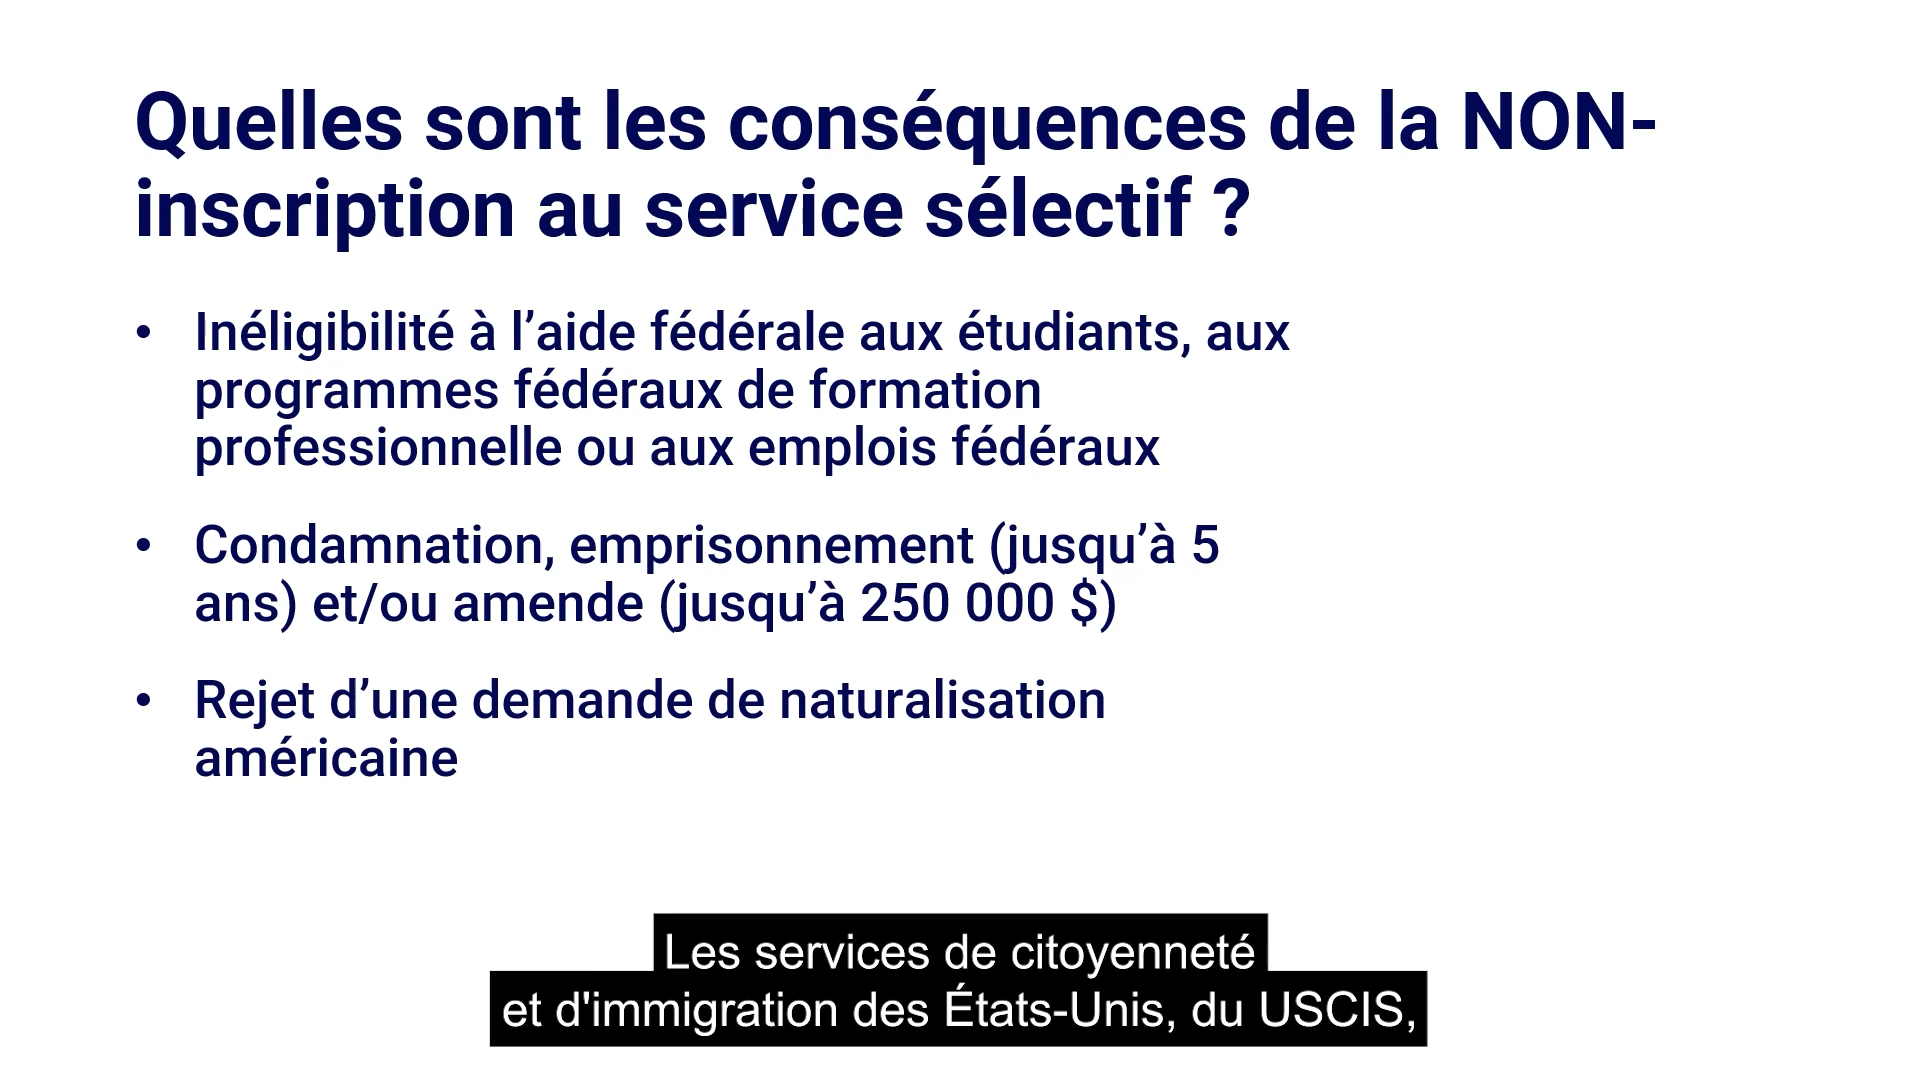 Quelles sont les conséquences de la NON-
inscription au service sélectif ?
• Inéligibilité à l’aide fédérale aux étudiants, aux
programmes fédéraux de formation
professionnelle ou aux emplois fédéraux
• Condamnation, emprisonnement (jusqu’à 5
ans) et/ou amende (jusqu’à 250 000 $)
• Rejet d’une demande de naturalisation
américaine
Les services de citoyenneté
et d'immigration des États-Unis, du USCIS,